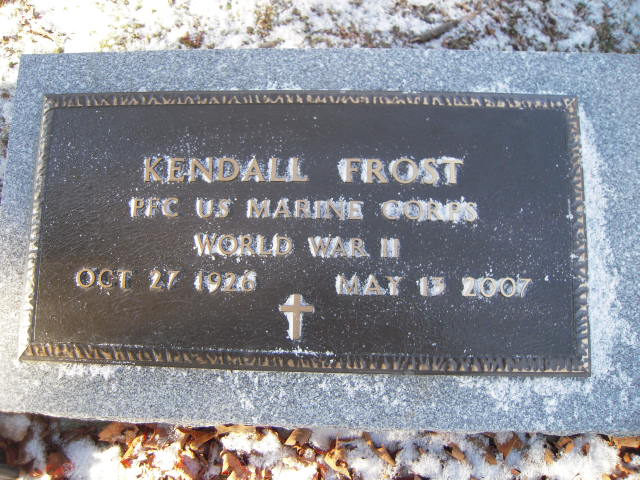 KENDALL FROST
PFC US MARINE CORPS
WORLD WAR II
OCT 27 1926 MAY 13 2007